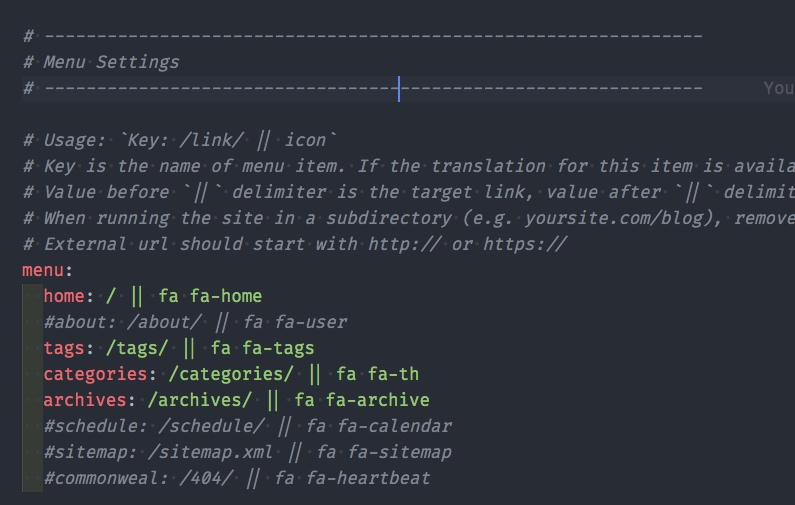 # ---------------------------------------------------------------
# Menu Settings
# ---------------------------------------------------------------
You
# Usage: `Key: /link/ || icon`
# Key is the name of menu item. If the translation for this item is
# Value before `||` delimiter is the target link, value after `||`
# When running the site in a subdirectory (e.g. yoursite.com/blog), remove
# External url should start with http:// or https://
menu:
home: / || fa fa-home
#about: /about/ || fa fa-user
tags: /tags/ || fa fa-tags
categories: /categories/ || fa fa-th
archives: /archives/ || fa fa-archive
#schedule: /schedule/ || fa fa-calendar
#sitemap: /sitemap.xml || fa fa-sitemap
#commonweal: /404/ || fa fa-heartbeat